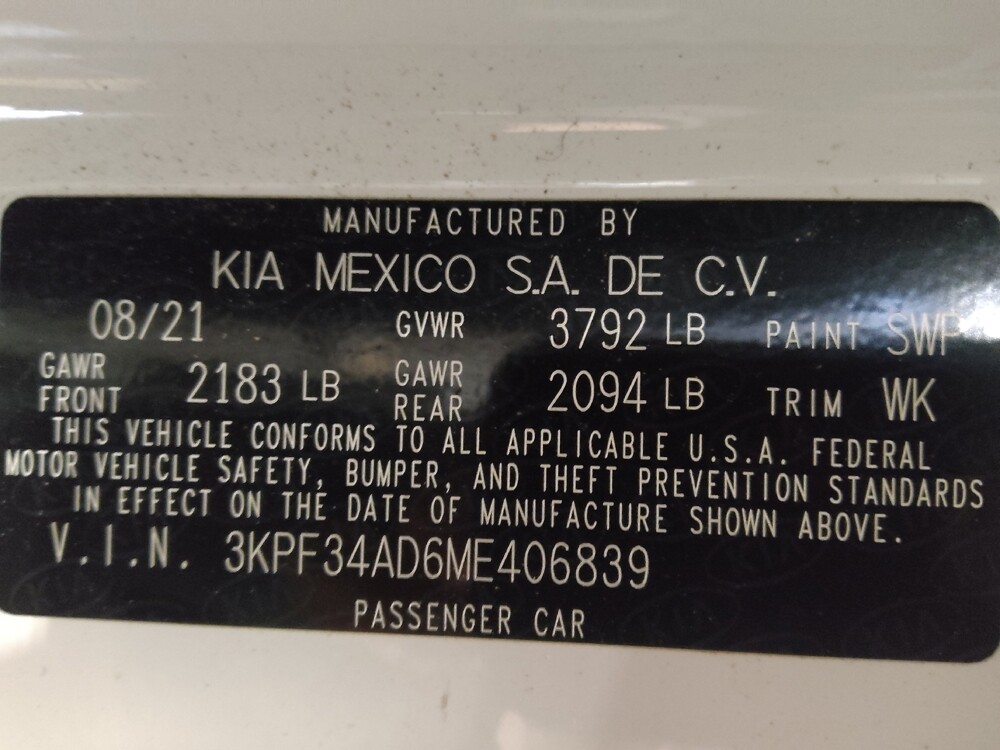 MANUFACTURED BY
KIA MEXICO S.A. DE C.V.
08/21 GVWR 3792 LB PAINT SWP
GAWR FRONT 2183 LB GAWR REAR 2094 LB TRIM WK
THIS VEHICLE CONFORMS TO ALL APPLICABLE U.S.A. FEDERAL
MOTOR VEHICLE SAFETY, BUMPER, AND THEFT PREVENTION STANDARDS
IN EFFECT ON THE DATE OF MANUFACTURE SHOWN ABOVE.
V.I.N. 3KPF34AD6ME406839
PASSENGER CAR